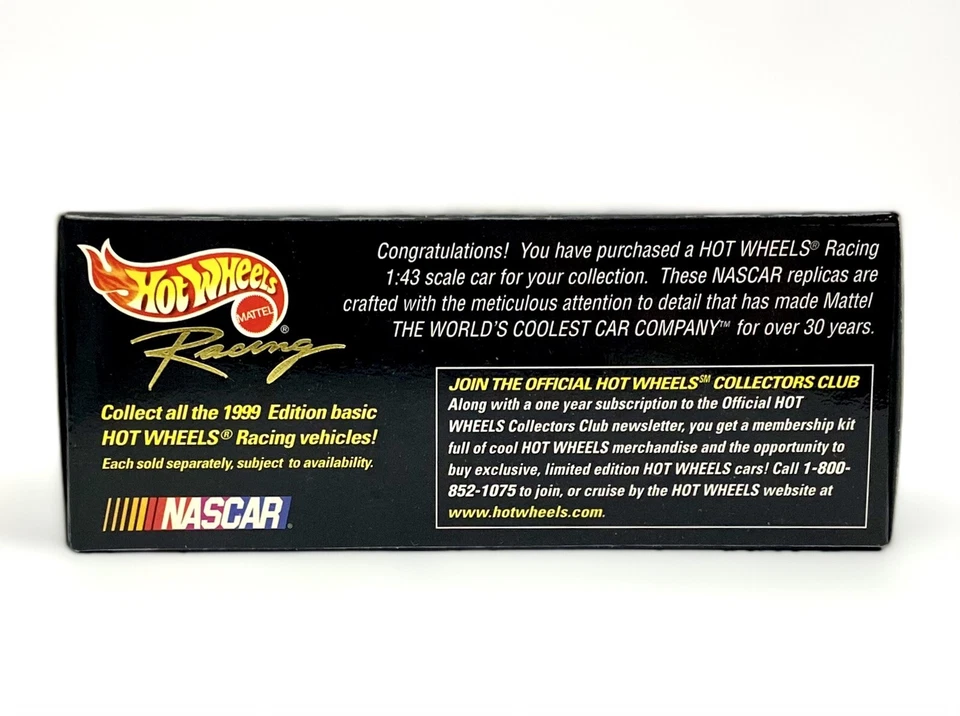 HOT WHEELS
MATTEL
®
Racing
Congratulations! You have purchased a HOT WHEELS® Racing
1:43 scale car for your collection. These NASCAR replicas are
crafted with the meticulous attention to detail that has made Mattel
THE WORLD'S COOLEST CAR COMPANY™ for over 30 years.
Collect all the 1999 Edition basic
HOT WHEELS® Racing vehicles!
Each sold separately, subject to availability.
NASCAR
JOIN THE OFFICIAL HOT WHEELS℠ COLLECTORS CLUB
Along with a one year subscription to the Official HOT
WHEELS Collectors Club newsletter, you get a membership kit
full of cool HOT WHEELS merchandise and the opportunity to
buy exclusive, limited edition HOT WHEELS cars! Call 1-800-
852-1075 to join, or cruise by the HOT WHEELS website at
www.hotwheels.com.